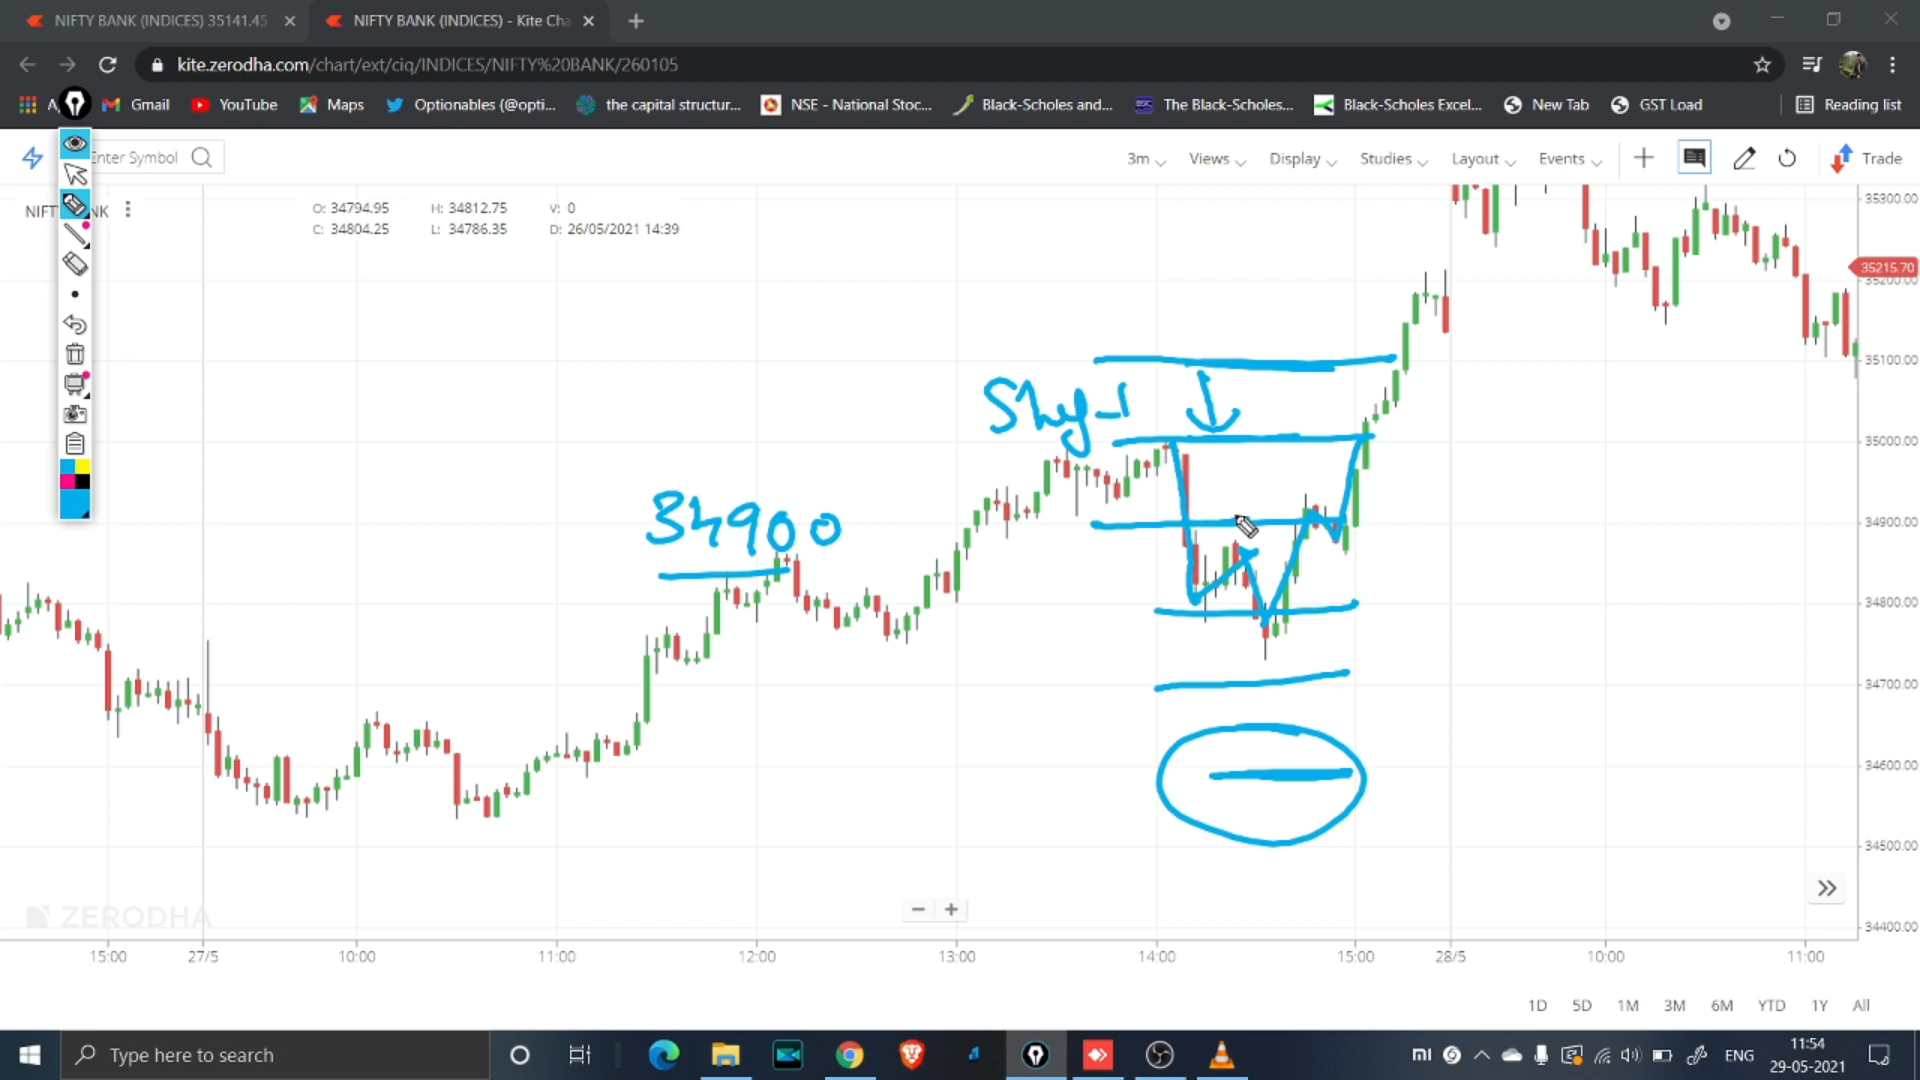 NIFTY BANK (INDICES) 35141.45
NIFTY BANK (INDICES) - Kite Cha
kite.zerodha.com/chart/ext/ciq/INDICES/NIFTY%20BANK/260105
A
Gmail
YouTube
Maps
Optionables (@opti...
the capital structur...
NSE - National Stoc...
Black-Scholes and...
The Black-Scholes...
Black-Scholes Excel...
New Tab
GST Load
Reading list
Enter Symbol
3m
Views
Display
Studies
Layout
Events
Trade
NIFT NK
O: 34794.95 H: 34812.75 V: 0
C: 34804.25 L: 34786.35 D: 26/05/2021 14:39
35300.00
35215.70
35200.00
35100.00
35000.00
34900.00
34800.00
34700.00
34600.00
34500.00
34400.00
34900
ZERODHA
15:00 27/5 10:00 11:00 12:00 13:00 14:00 15:00 28/5 10:00 11:00
1D 5D 1M 3M 6M YTD 1Y All
Type here to search
mi
ENG
11:54
29-05-2021